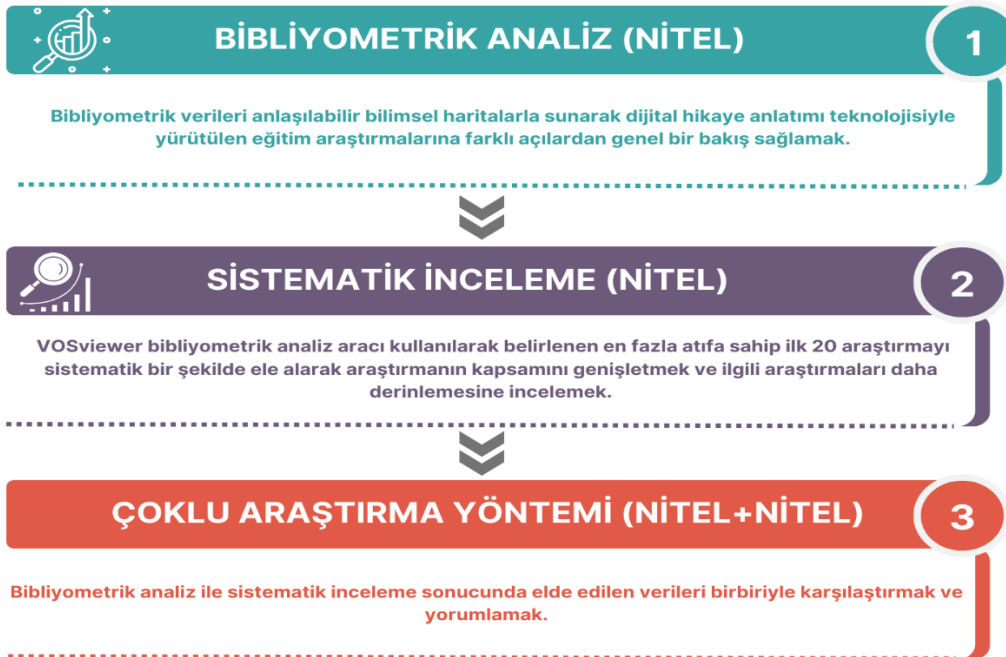 BİBLİYOMETRİK ANALİZ (NİTEL)
1
Bibliyometrik verileri anlaşılabilir bilimsel haritalarla sunarak dijital hikaye anlatımı teknolojisiyle
yürütülen eğitim araştırmalarına farklı açılardan genel bir bakış sağlamak.
SİSTEMATİK İNCELEME (NİTEL)
2
VOSviewer bibliyometrik analiz aracı kullanılarak belirlenen en fazla atıfa sahip ilk 20 araştırmayı
sistematik bir şekilde ele alarak araştırmanın kapsamını genişletmek ve ilgili araştırmaları daha
derinlemesine incelemek.
ÇOKLU ARAŞTIRMA YÖNTEMİ (NİTEL+NİTEL)
3
Bibliyometrik analiz ile sistematik inceleme sonucunda elde edilen verileri birbiriyle karşılaştırmak ve
yorumlamak.